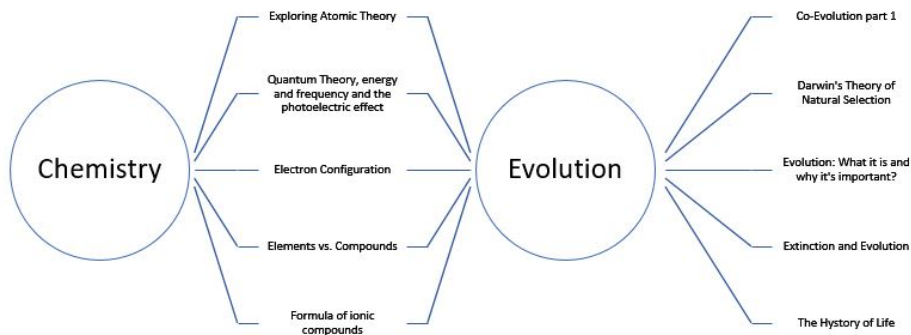 Chemistry
Exploring Atomic Theory
Quantum Theory, energy
and frequency and the
photoelectric effect
Electron Configuration
Elements vs. Compounds
Formula of ionic
compounds
Evolution
Co-Evolution part 1
Darwin's Theory of
Natural Selection
Evolution: What it is and
why it's important?
Extinction and Evolution
The Hystory of Life